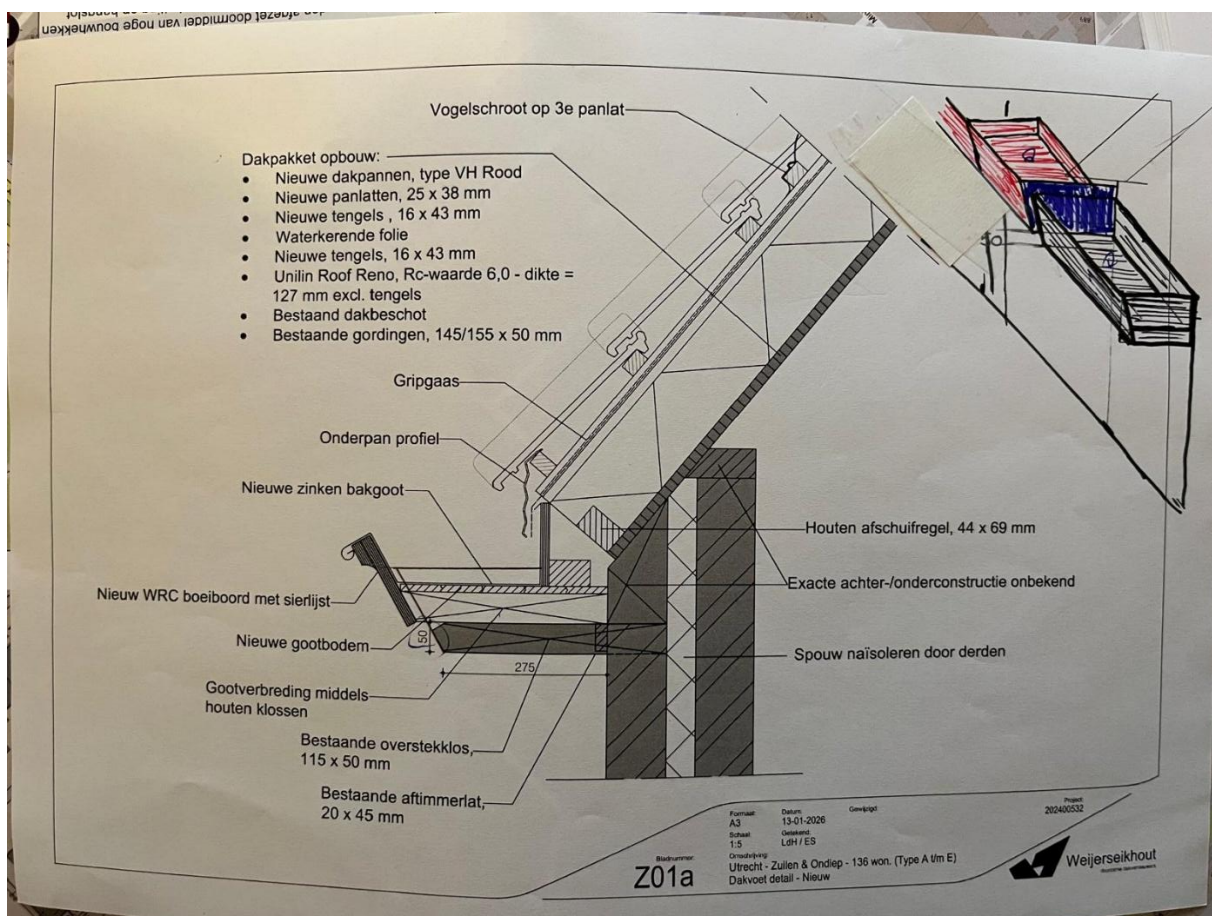 den afgezet doormiddel van hoge bouwhekken
Vogelschroot op 3e panlat
Dakpakket opbouw:
• Nieuwe dakpannen, type VH Rood
• Nieuwe panlatten, 25 x 38 mm
• Nieuwe tengels , 16 x 43 mm
• Waterkerende folie
• Nieuwe tengels, 16 x 43 mm
• Unilin Roof Reno, Rc-waarde 6,0 - dikte =
127 mm excl. tengels
• Bestaand dakbeschot
• Bestaande gordingen, 145/155 x 50 mm
50
Gripgaas
Onderpan profiel
Nieuwe zinken bakgoot
Houten afschuifregel, 44 x 69 mm
Exacte achter-/onderconstructie onbekend
Nieuw WRC boeiboord met sierlijst
Nieuwe gootbodem
50
275
Spouw naïsoleren door derden
Gootverbreding middels
houten klossen
Bestaande overstekklos,
115 x 50 mm
Bestaande aftimmerlat,
20 x 45 mm
Bladnummer:
Z01a
Formaat:
A3
Datum:
13-01-2026
Gewijzigd:
Project:
202400532
Schaal:
1:5
Getekend:
LdH / ES
Omschrijving:
Utrecht - Zuilen & Ondiep - 136 won. (Type A t/m E)
Dakvoet detail - Nieuw
Weijerseikhout